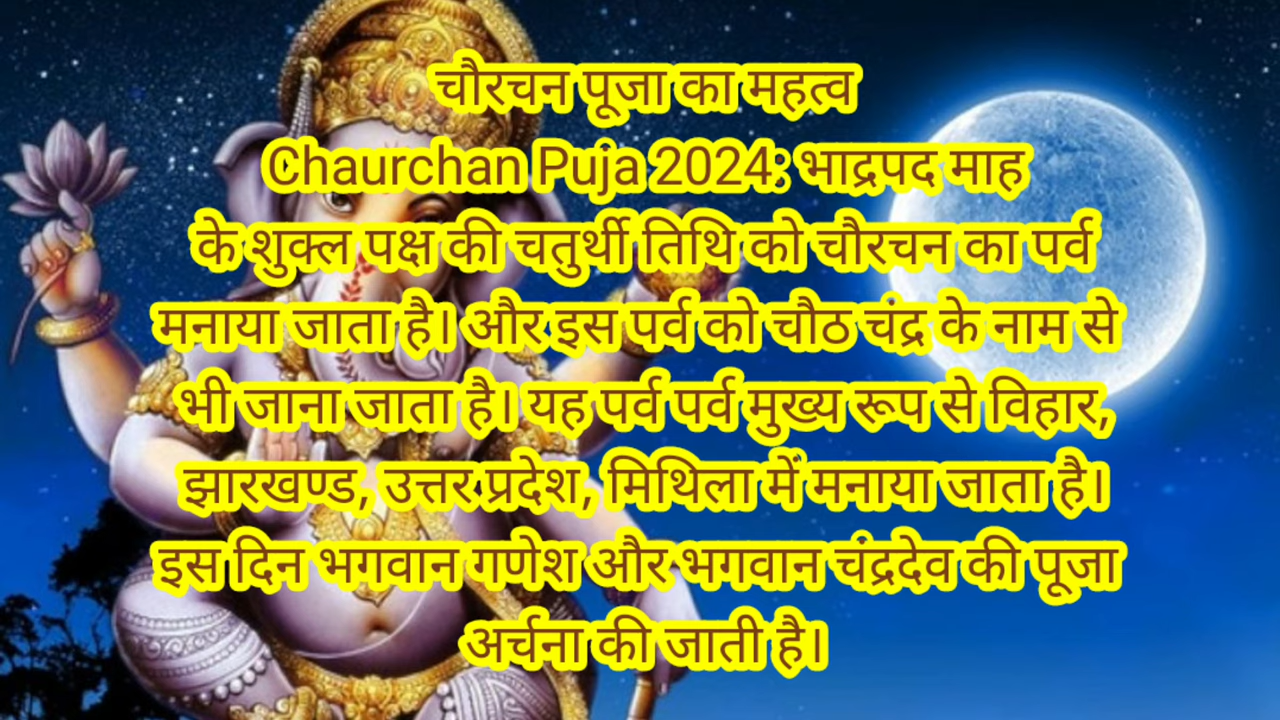 चौरचन पूजा का महत्व
Chaurchan Puja 2024: भाद्रपद माह
के शुक्ल पक्ष की चतुर्थी तिथि को चौरचन का पर्व
मनाया जाता है। और इस पर्व को चौठ चंद्र के नाम से
भी जाना जाता है। यह पर्व पर्व मुख्य रूप से विहार,
झारखण्ड, उत्तर प्रदेश, मिथिला में मनाया जाता है।
इस दिन भगवान गणेश और भगवान चंद्रदेव की पूजा
अर्चना की जाती है।